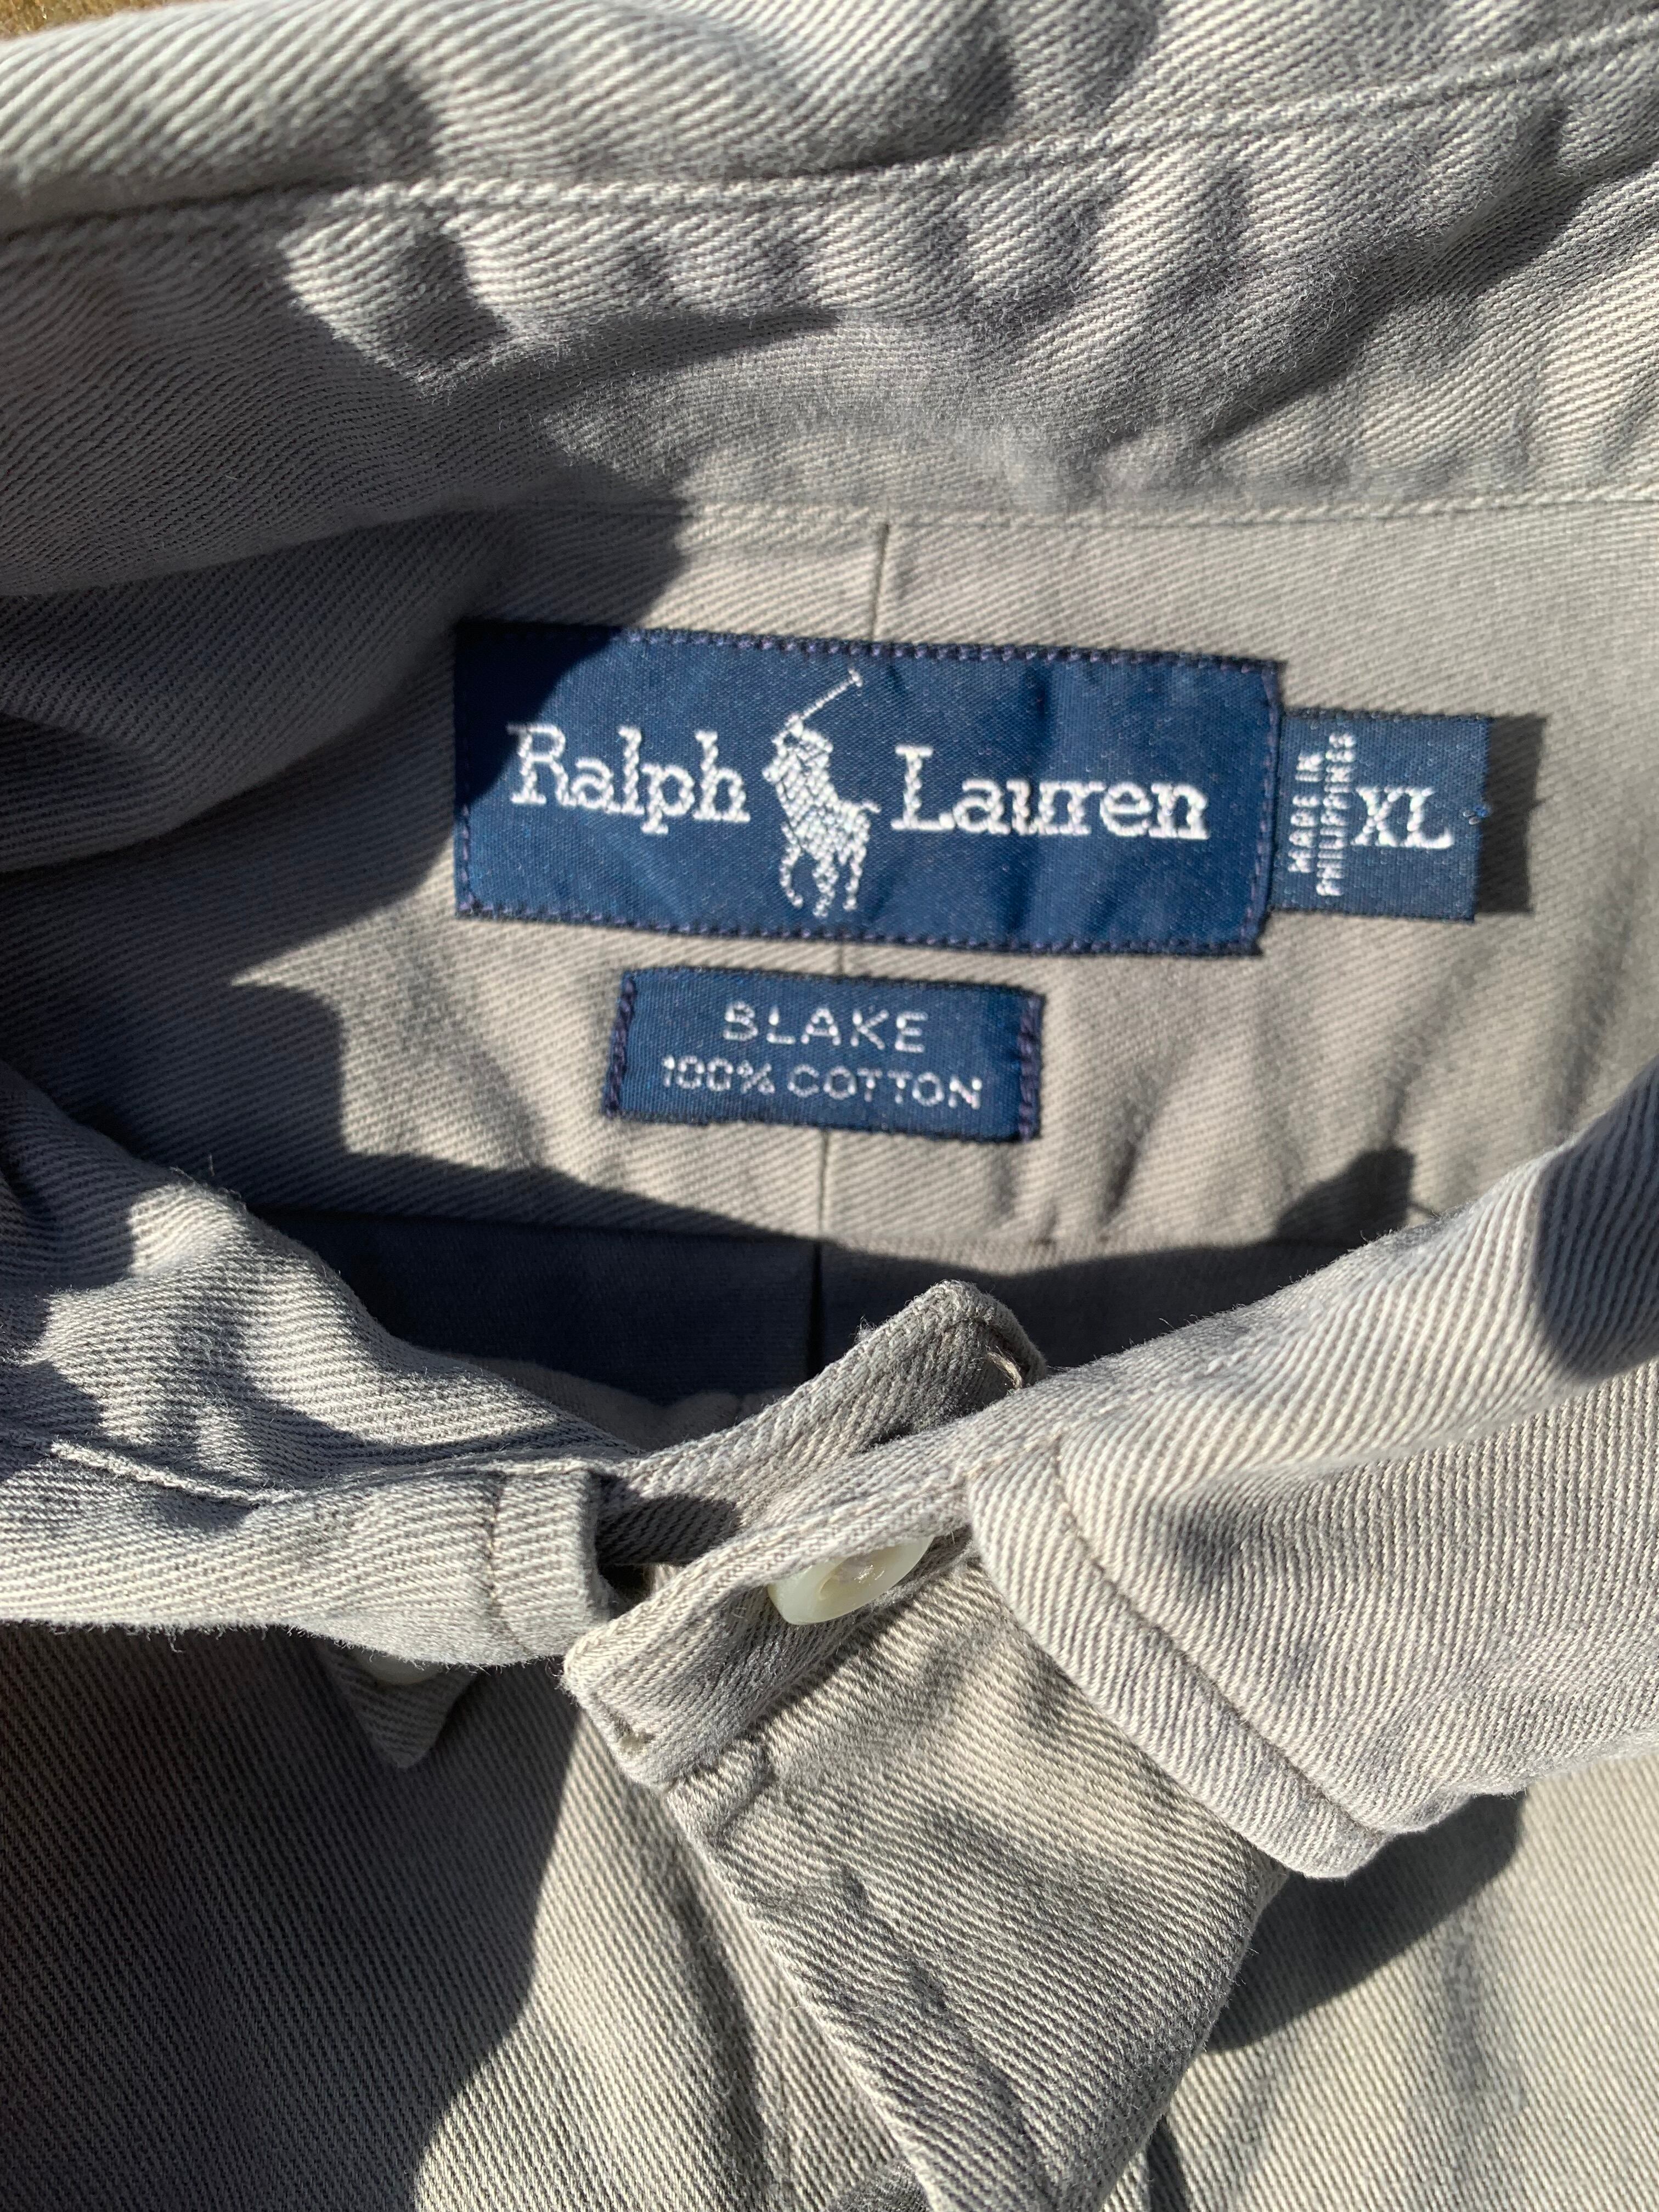 Ralph Lauren
MADE IN
PHILIPPINES
XL
BLAKE
100% COTTON